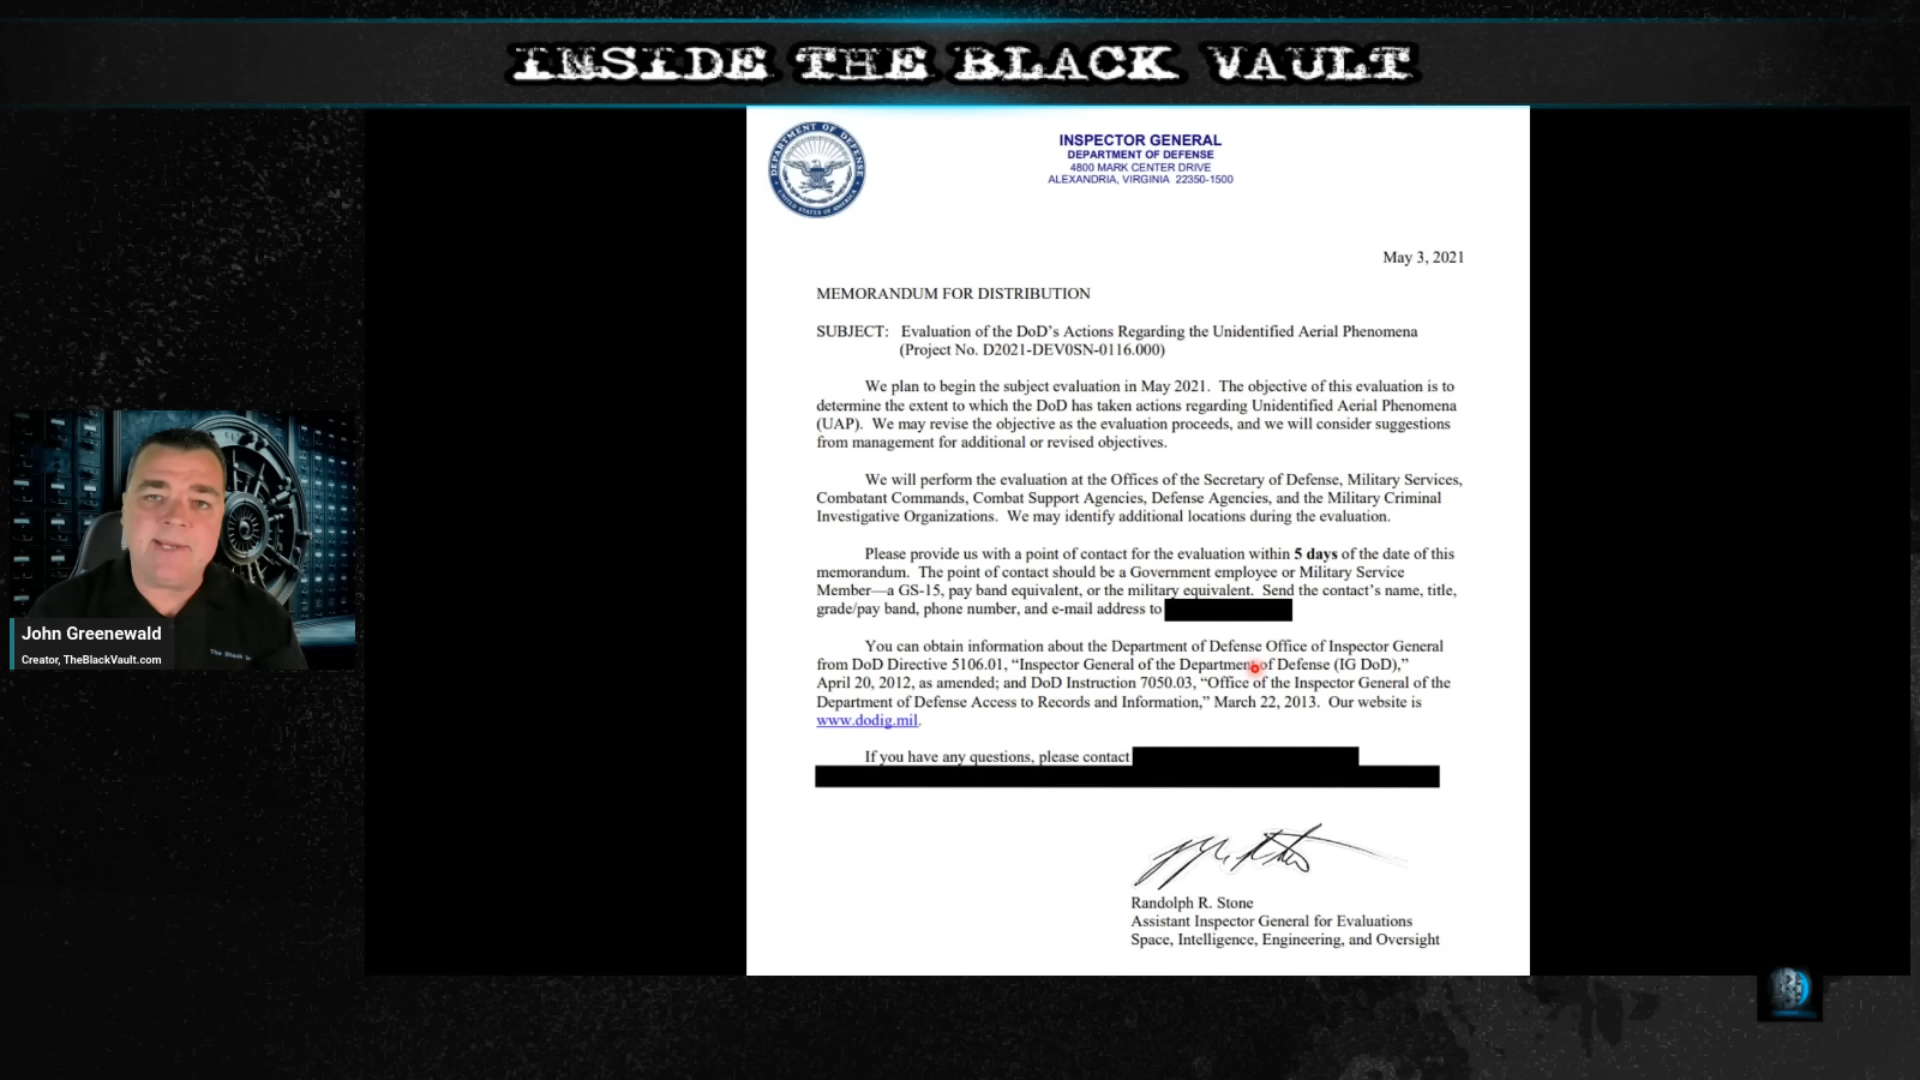 INSIDE THE BLACK VAULT
DEPARTMENT OF DEFENSE
UNITED STATES OF AMERICA
INSPECTOR GENERAL
DEPARTMENT OF DEFENSE
4800 MARK CENTER DRIVE
ALEXANDRIA, VIRGINIA 22350-1500
May 3, 2021
MEMORANDUM FOR DISTRIBUTION
SUBJECT: Evaluation of the DoD's Actions Regarding the Unidentified Aerial Phenomena
(Project No. D2021-DEV0SN-0116.000)
We plan to begin the subject evaluation in May 2021. The objective of this evaluation is to
determine the extent to which the DoD has taken actions regarding Unidentified Aerial Phenomena
(UAP). We may revise the objective as the evaluation proceeds, and we will consider suggestions
from management for additional or revised objectives.
We will perform the evaluation at the Offices of the Secretary of Defense, Military Services,
Combatant Commands, Combat Support Agencies, Defense Agencies, and the Military Criminal
Investigative Organizations. We may identify additional locations during the evaluation.
Please provide us with a point of contact for the evaluation within 5 days of the date of this
memorandum. The point of contact should be a Government employee or Military Service
Member—a GS-15, pay band equivalent, or the military equivalent. Send the contact's name, title,
grade/pay band, phone number, and e-mail address to
You can obtain information about the Department of Defense Office of Inspector General
from DoD Directive 5106.01, “Inspector General of the Department of Defense (IG DoD),”
April 20, 2012, as amended; and DoD Instruction 7050.03, “Office of the Inspector General of the
Department of Defense Access to Records and Information,” March 22, 2013. Our website is
www.dodig.mil.
If you have any questions, please contact
Randolph R. Stone
Assistant Inspector General for Evaluations
Space, Intelligence, Engineering, and Oversight
John Greenewald
Creator, TheBlackVault.com
The Black